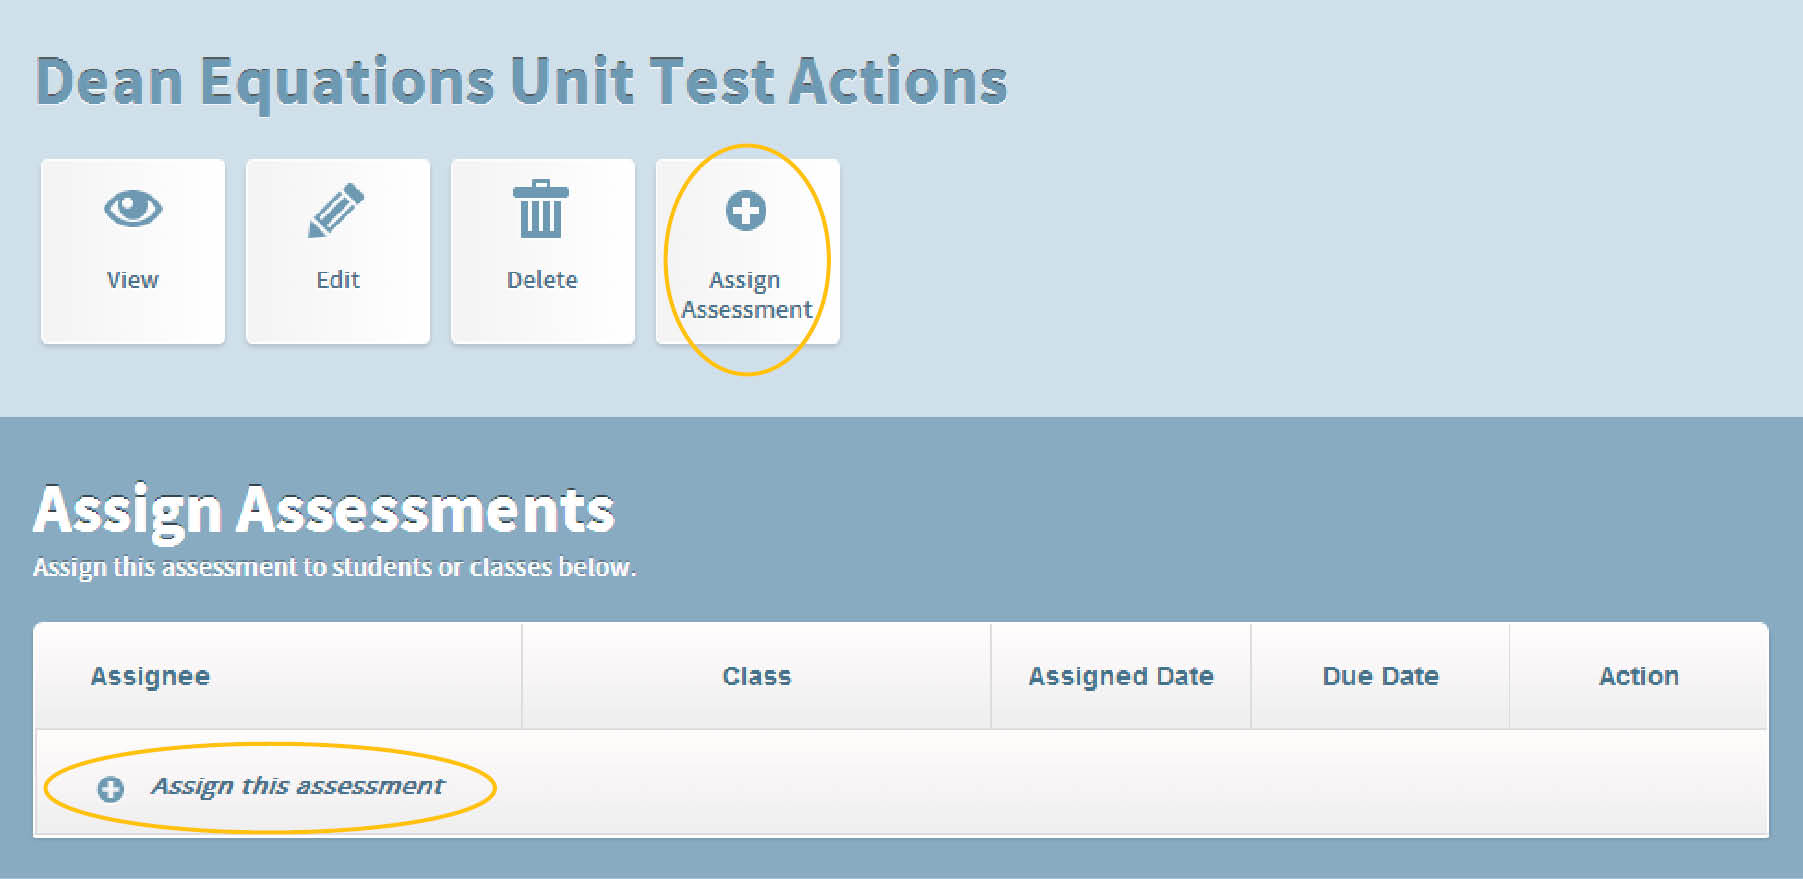 Dean Equations Unit Test Actions
View
Edit
Delete
Assign
Assessment
Assign Assessments
Assign this assessment to students or classes below.
Assignee Class Assigned Date Due Date Action
Assign this assessment